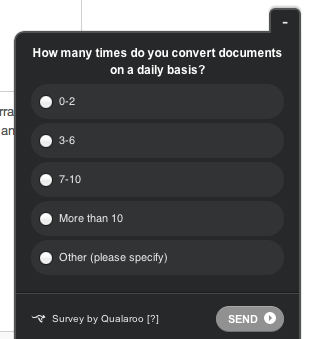 -
How many times do you convert documents
on a daily basis?
0-2
3-6
7-10
More than 10
Other (please specify)
Survey by Qualaroo [?]
SEND